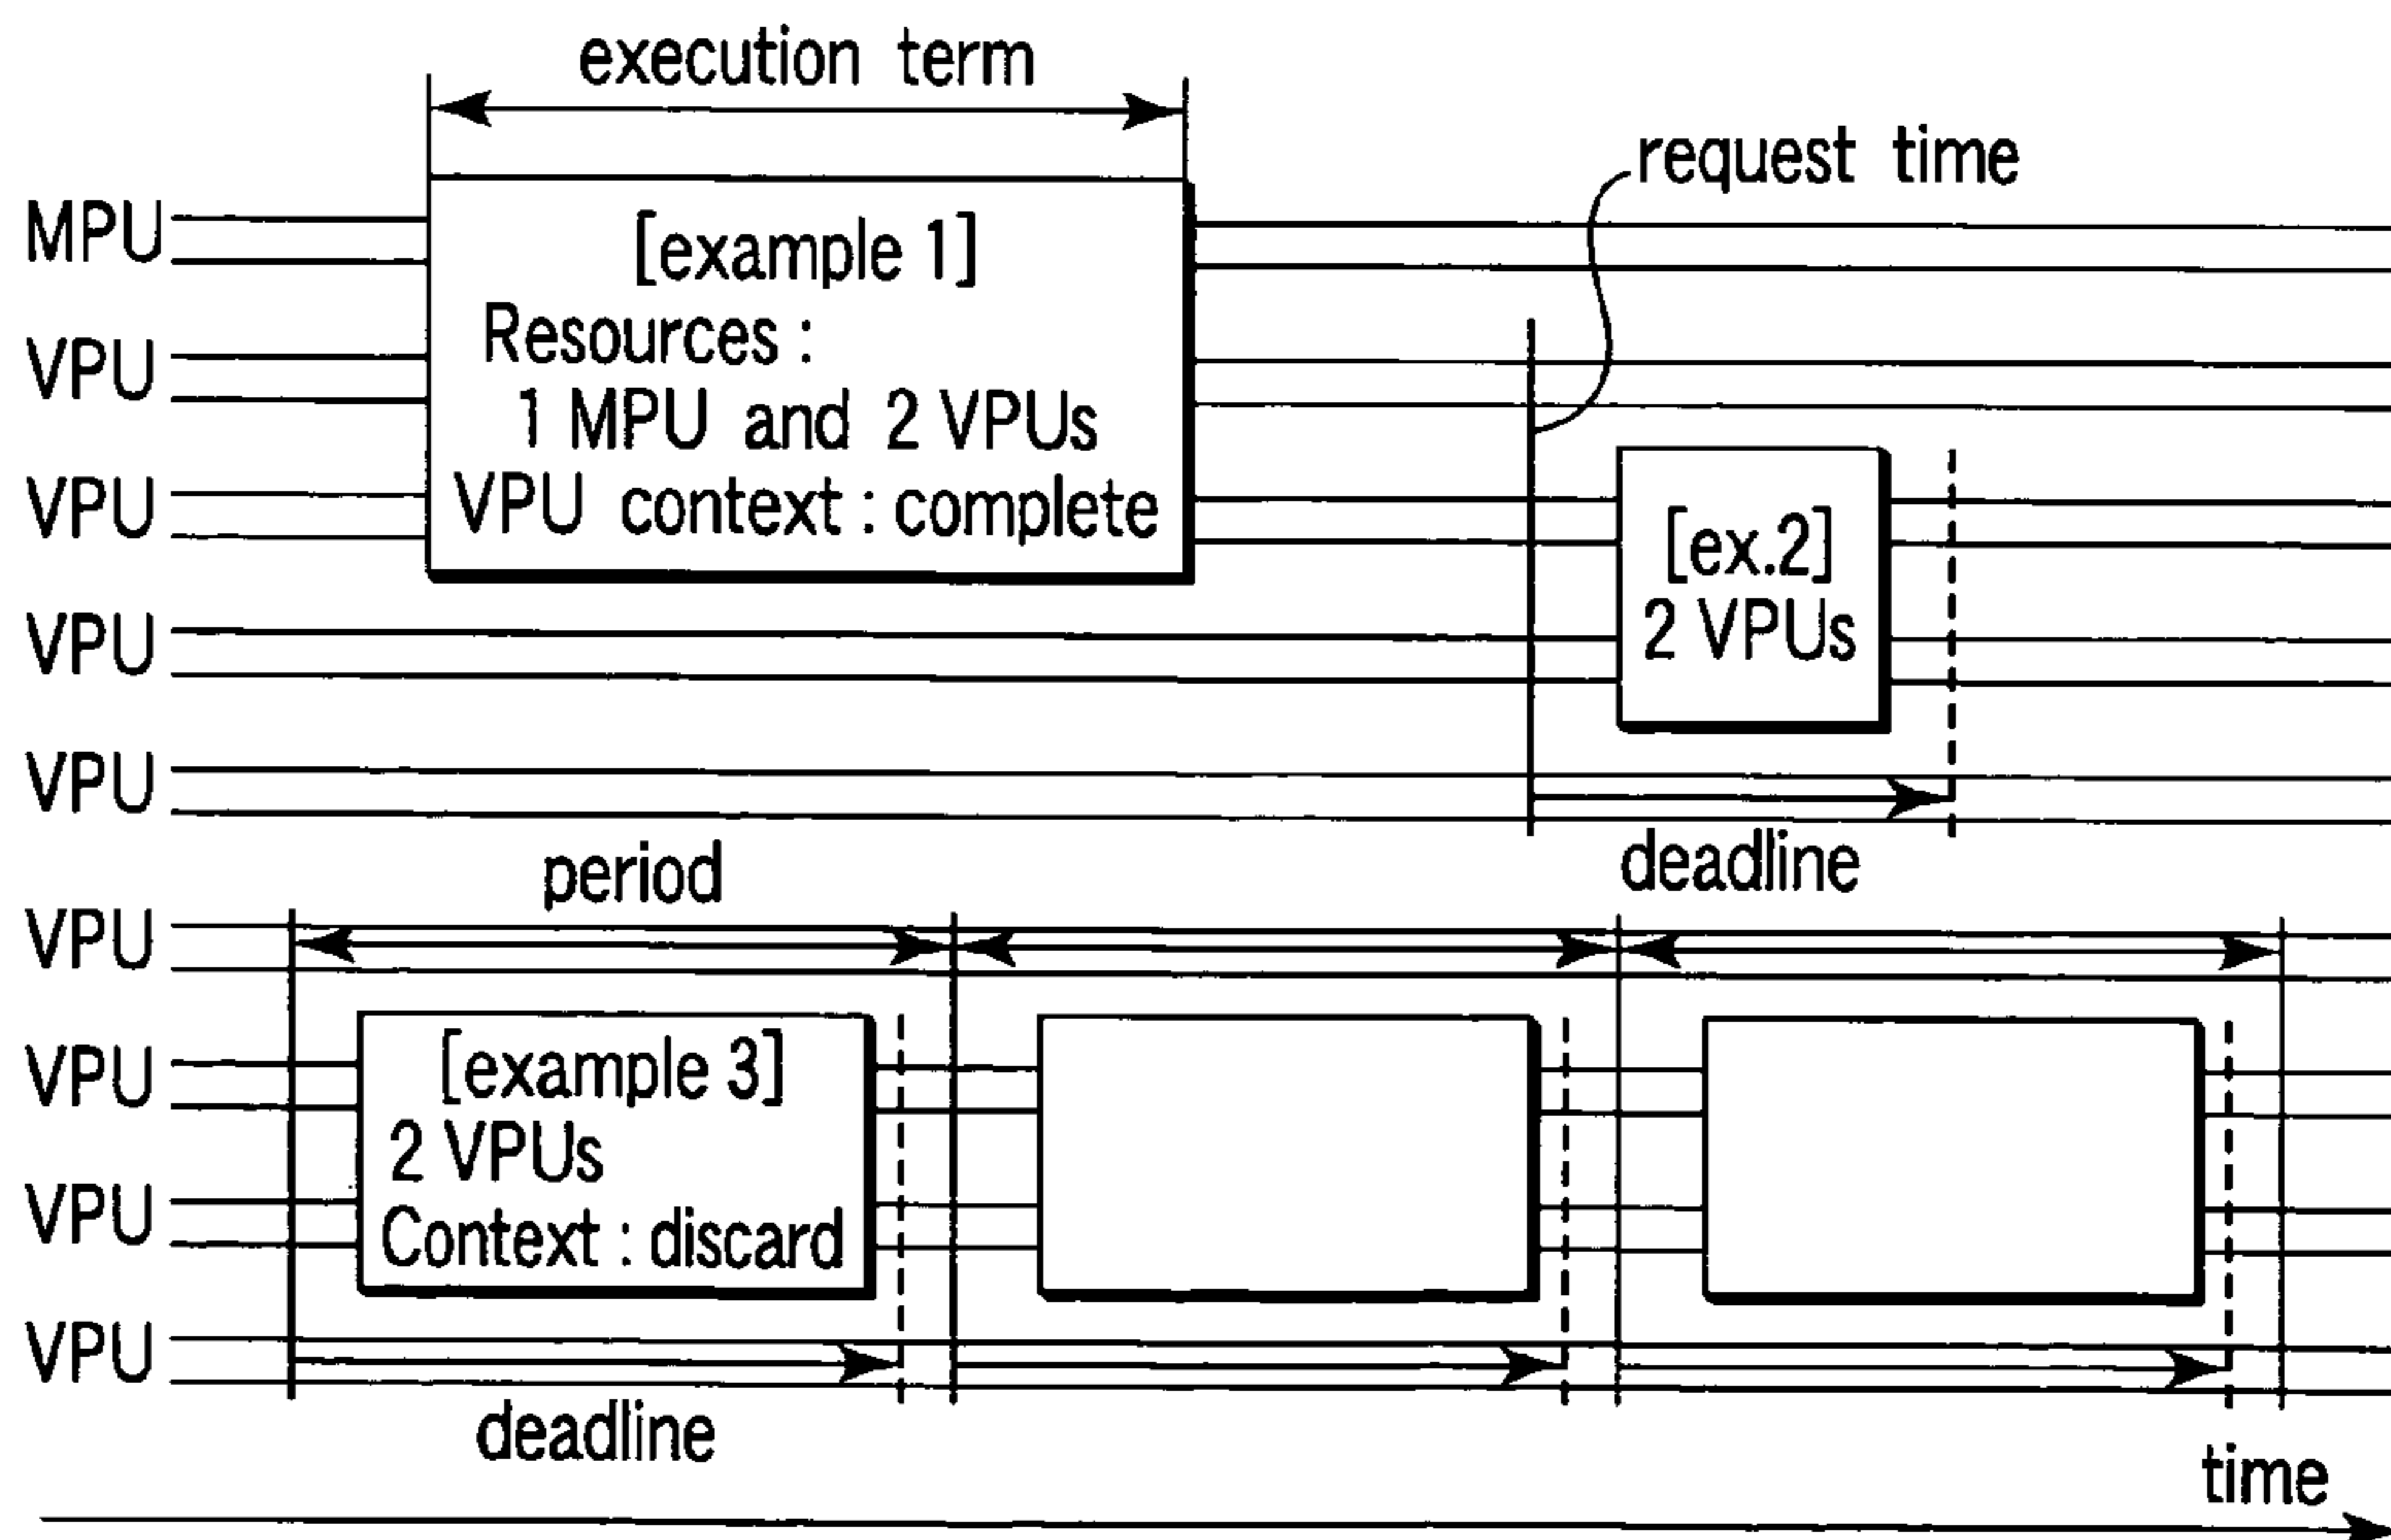 execution term
request time
MPU
[example 1]
Resources :
1 MPU and 2 VPUs
VPU context : complete
VPU
VPU
[ex.2]
2 VPUs
VPU
VPU
deadline
period
VPU
[example 3]
2 VPUs
Context : discard
VPU
VPU
VPU
deadline
time